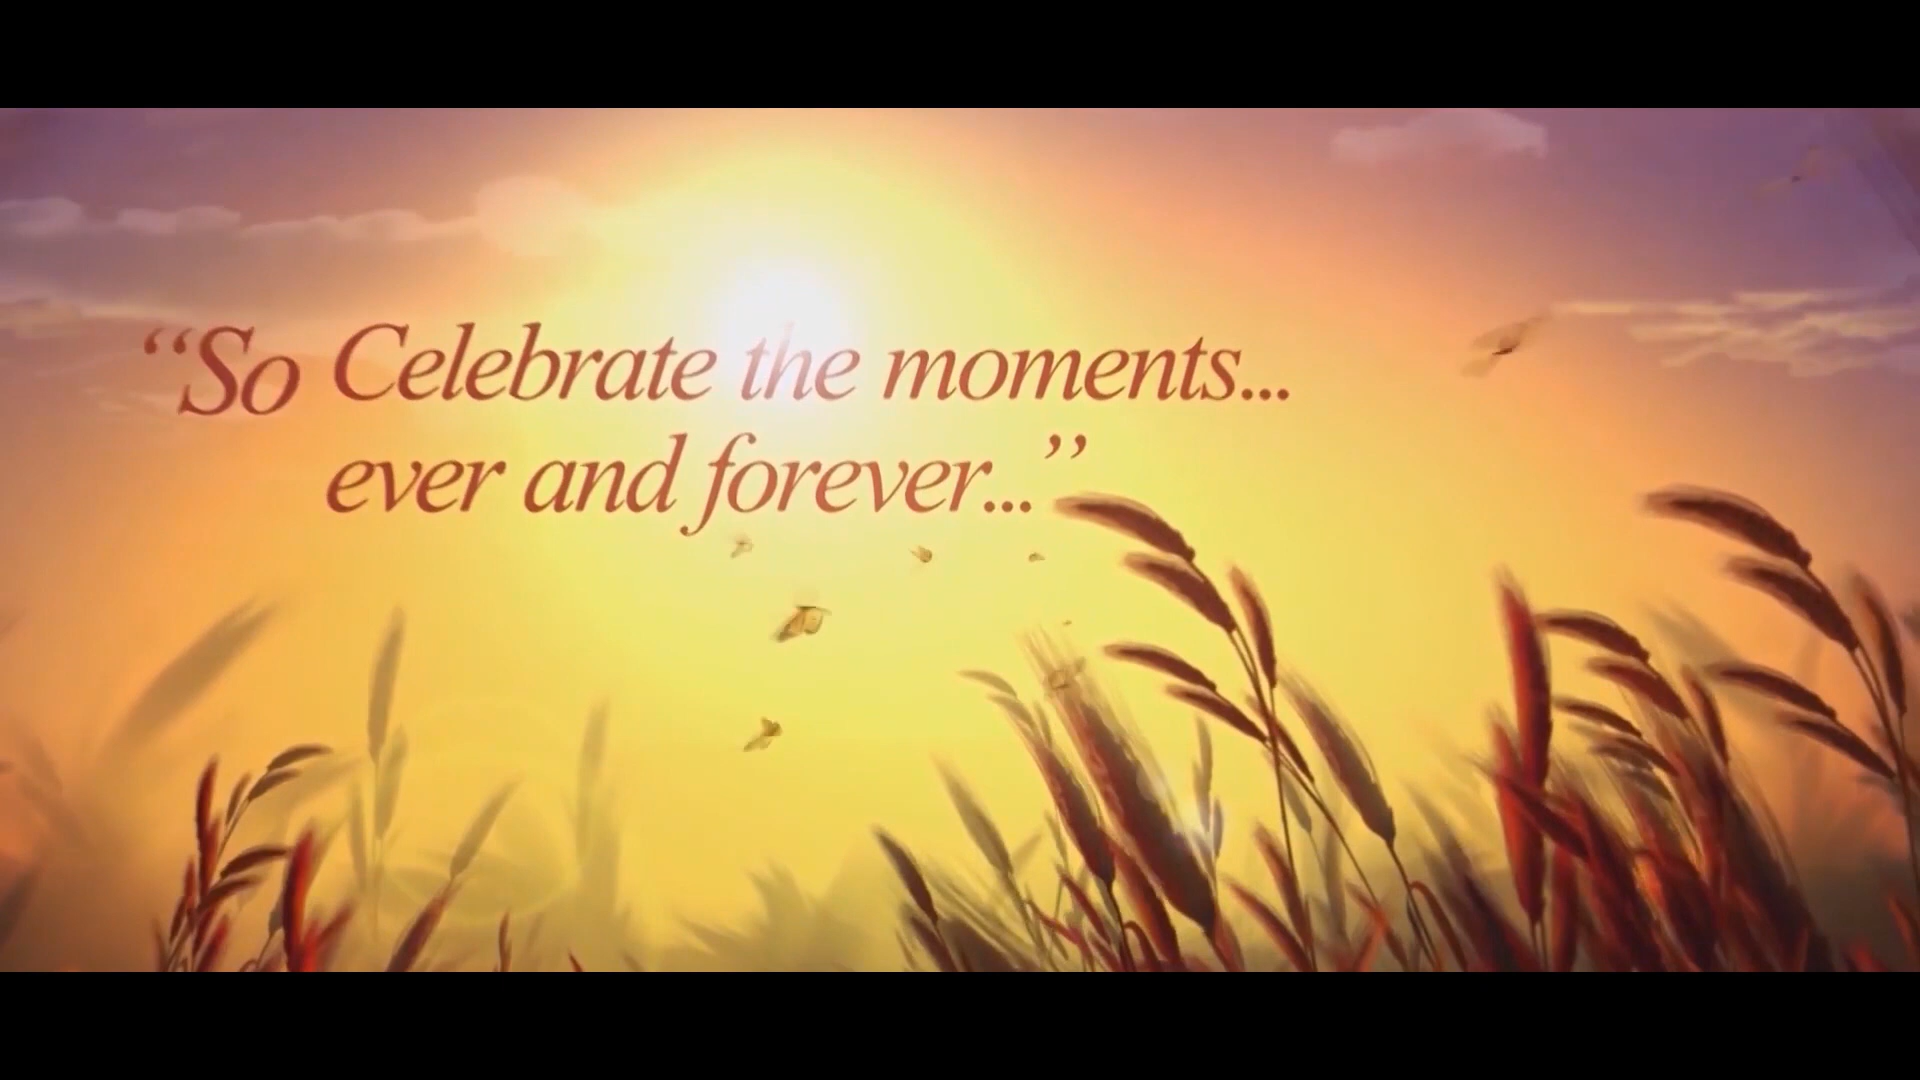 “So Celebrate the moments...
ever and forever...”